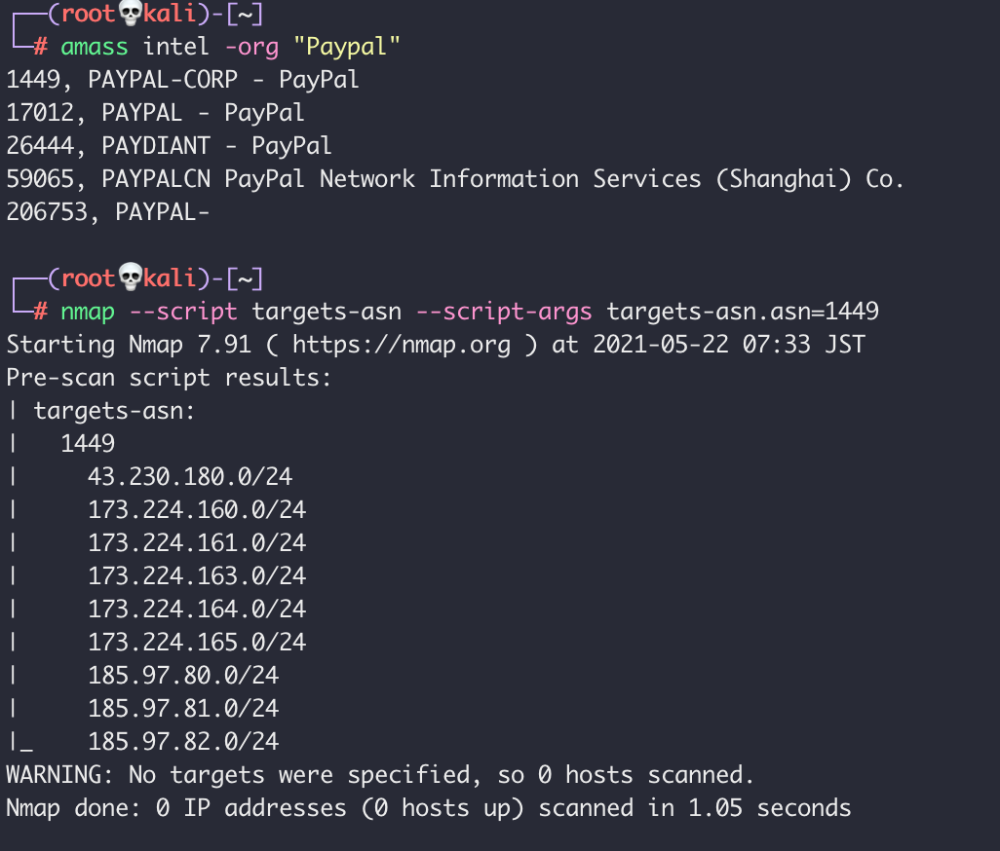 ┌──(root💀kali)-[~]
└─# amass intel -org "Paypal"
1449, PAYPAL-CORP - PayPal
17012, PAYPAL - PayPal
26444, PAYDIANT - PayPal
59065, PAYPALCN PayPal Network Information Services (Shanghai) Co.
206753, PAYPAL-
┌──(root💀kali)-[~]
└─# nmap --script targets-asn --script-args targets-asn.asn=1449
Starting Nmap 7.91 ( https://nmap.org ) at 2021-05-22 07:33 JST
Pre-scan script results:
| targets-asn:
|   1449
|     43.230.180.0/24
|     173.224.160.0/24
|     173.224.161.0/24
|     173.224.163.0/24
|     173.224.164.0/24
|     173.224.165.0/24
|     185.97.80.0/24
|     185.97.81.0/24
|_    185.97.82.0/24
WARNING: No targets were specified, so 0 hosts scanned.
Nmap done: 0 IP addresses (0 hosts up) scanned in 1.05 seconds